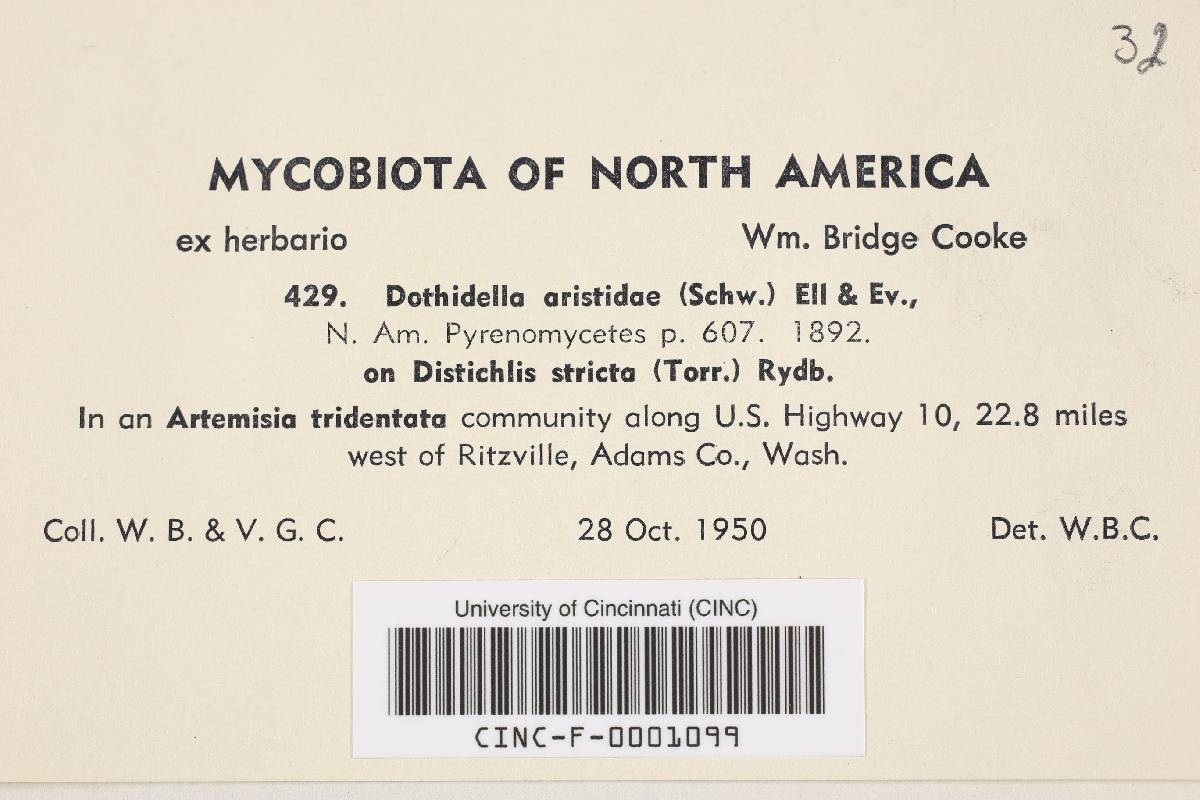 32
MYCOBIOTA OF NORTH AMERICA
ex herbario Wm. Bridge Cooke
429. Dothidella aristidae (Schw.) Ell & Ev.,
N. Am. Pyrenomycetes p. 607. 1892.
on Distichlis stricta (Torr.) Rydb.
In an Artemisia tridentata community along U.S. Highway 10, 22.8 miles
west of Ritzville, Adams Co., Wash.
Coll. W. B. & V. G. C. 28 Oct. 1950 Det. W.B.C.
University of Cincinnati (CINC)
CINC-F-0001099